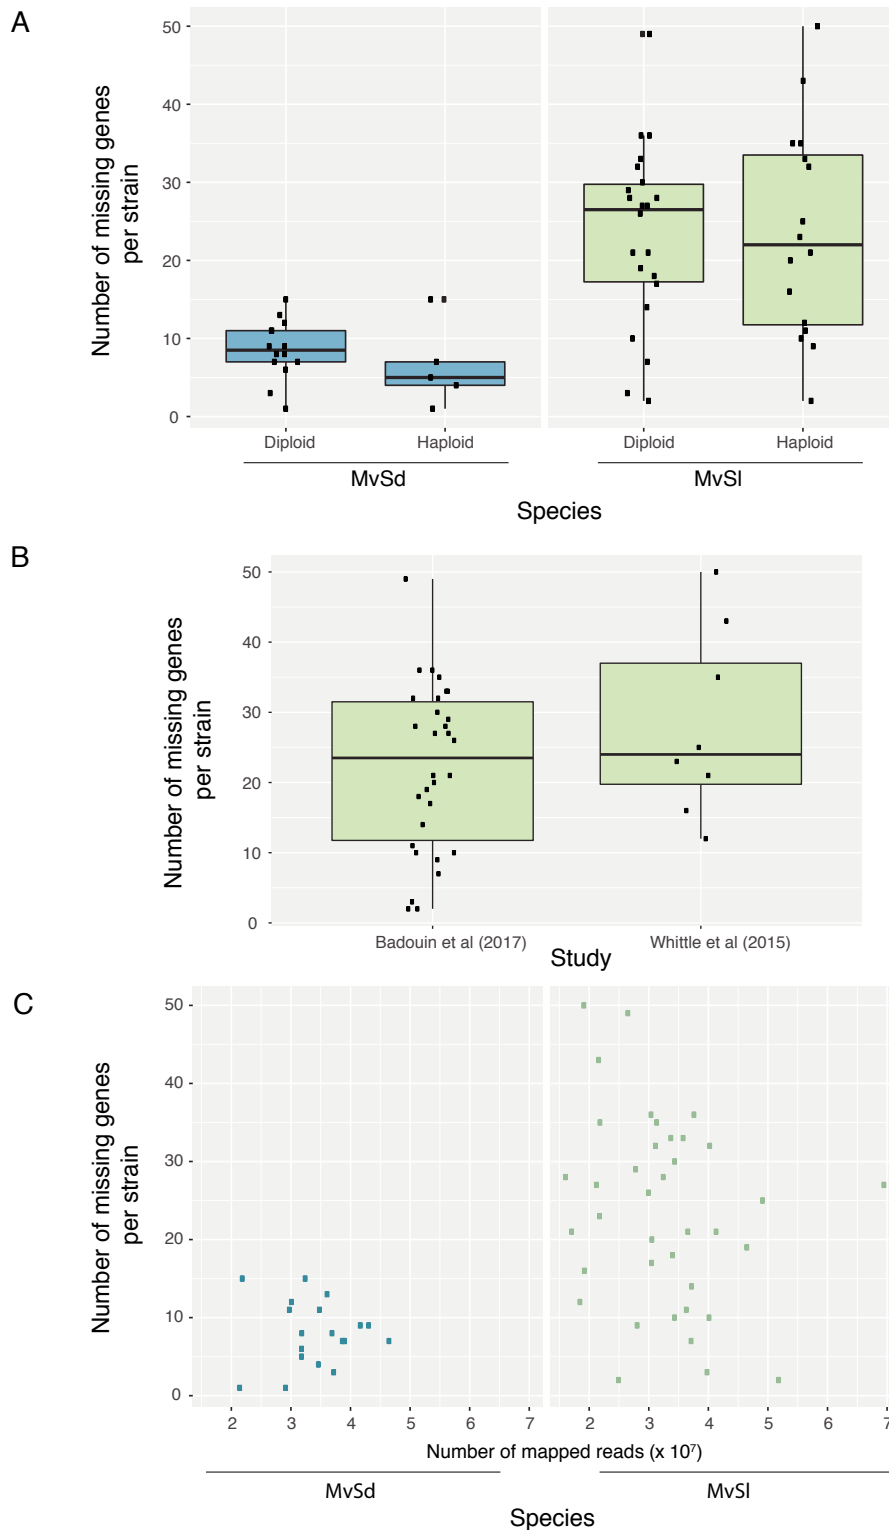 A
Number of missing genes
per strain
50
40
30
20
10
0
Diploid Haploid Diploid Haploid
MvSd MvSl
Species
B
Number of missing genes
per strain
50
40
30
20
10
0
Badouin et al (2017) Whittle et al (2015)
Study
C
Number of missing genes
per strain
50
40
30
20
10
0
2 3 4 5 6 7 2 3 4 5 6 7
Number of mapped reads (x 10⁷)
MvSd MvSl
Species